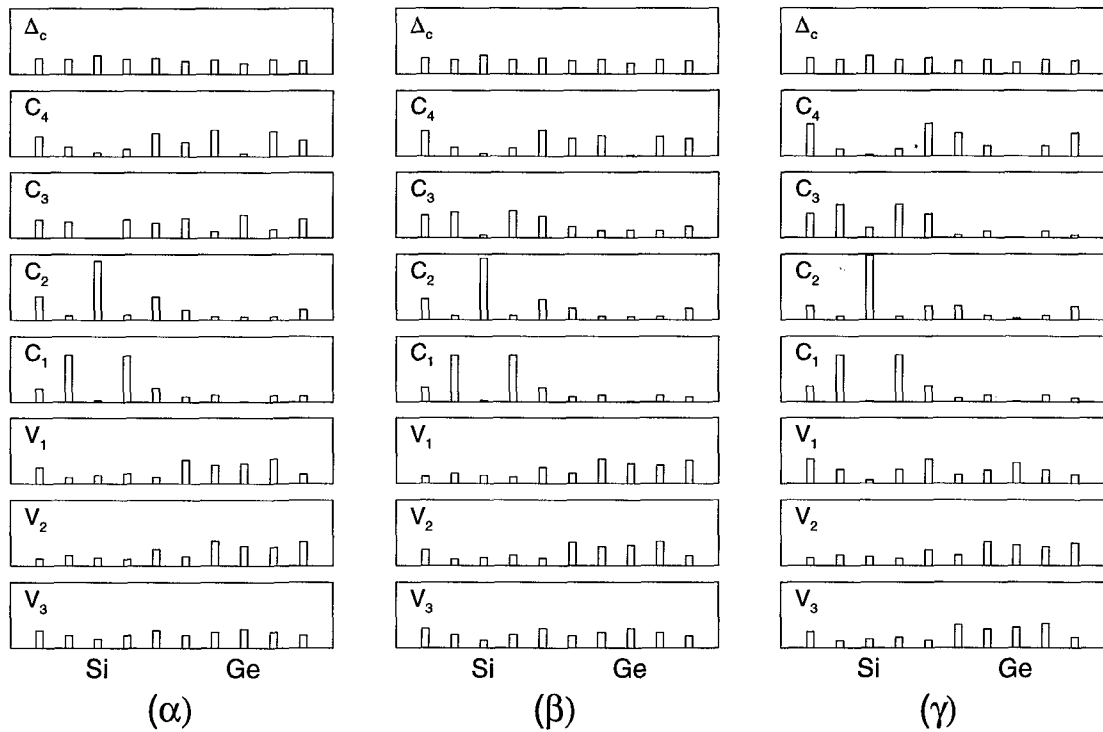 Δc Δc Δc
C4 C4 C4
C3 C3 C3
C2 C2 C2
C1 C1 C1
V1 V1 V1
V2 V2 V2
V3 V3 V3
Si Ge Si Ge Si Ge
(α) (β) (γ)